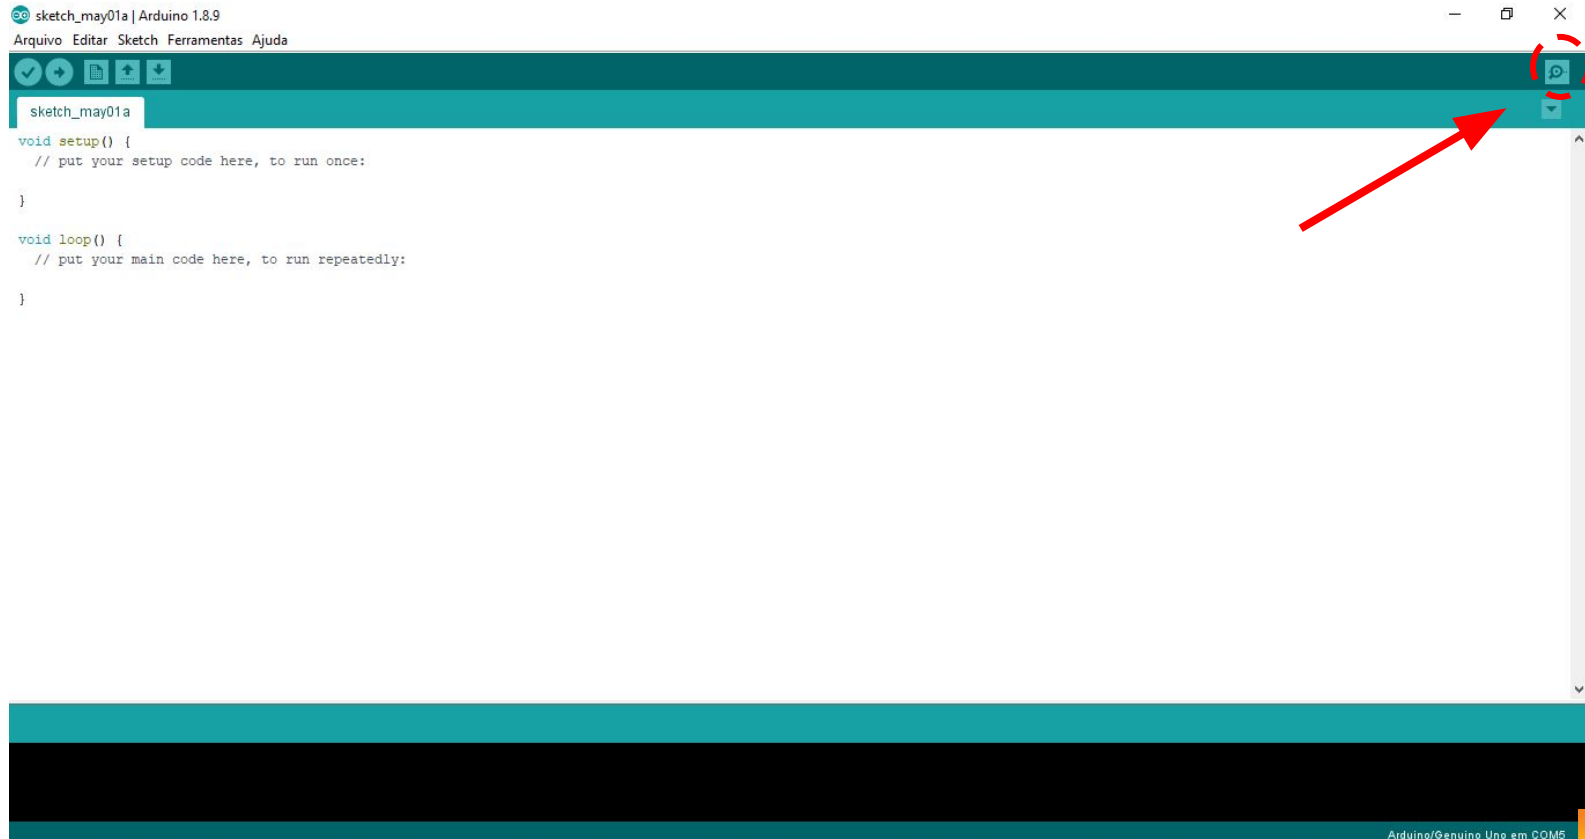 sketch_may01a | Arduino 1.8.9
Arquivo Editar Sketch Ferramentas Ajuda
sketch_may01a
void setup() {
  // put your setup code here, to run once:
}
void loop() {
  // put your main code here, to run repeatedly:
}
Arduino/Genuino Uno em COM5